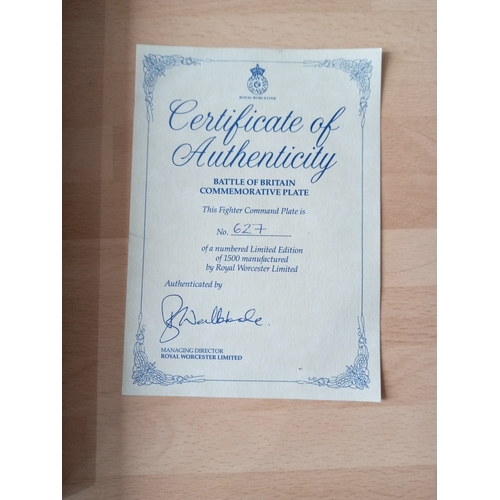 ROYAL WORCESTER
Certificate of
Authenticity
BATTLE OF BRITAIN
COMMEMORATIVE PLATE
This Fighter Command Plate is
No. 627
of a numbered Limited Edition
of 1500 manufactured
by Royal Worcester Limited
Authenticated by
MANAGING DIRECTOR
ROYAL WORCESTER LIMITED